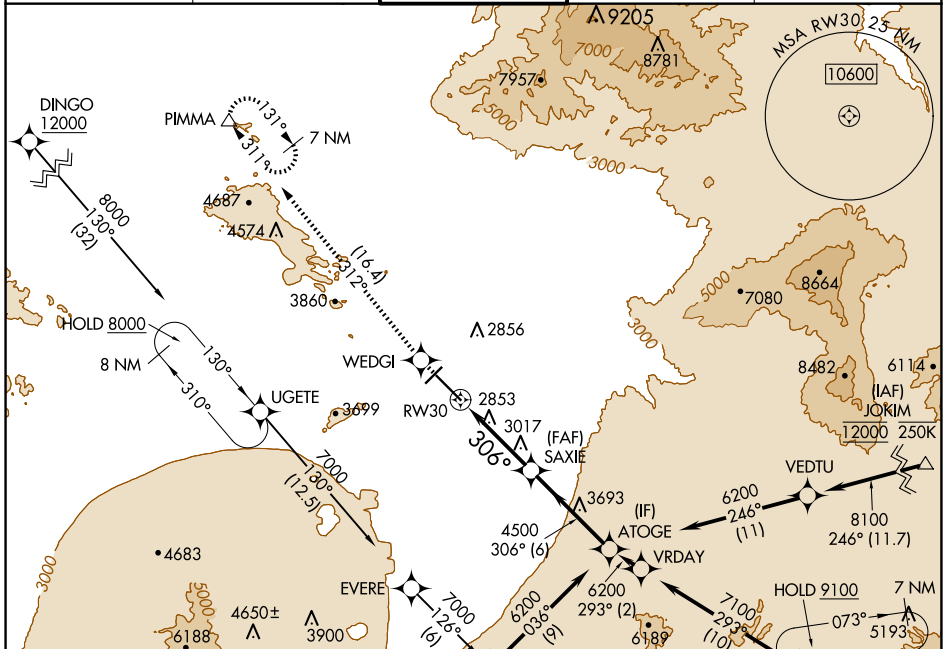 9205
7000
8781
7957
5000
3000
MSA RW30 25 NM
10600
DINGO
12000
PIMMA
131°
311°
7 NM
8000
130°
(32)
4687
4574
(16.4)
312°
3860
2856
HOLD 8000
8 NM
130°
310°
UGETE
3699
WEDGI
RW30
2853
3017
306°
(FAF)
SAXIE
5000
7080
8664
3000
8482
6114
(IAF)
JOKIM
12000 250K
VEDTU
6200
246°
(11)
8100
246° (11.7)
3693
(IF)
ATOGE
4500
306° (6)
VRDAY
6200
293° (2)
7000
130°
(12.5)
3000
4683
5000
4650±
6188
3900
EVERE
7000
126°
(6)
6200
036°
(9)
6189
7100
293°
(10)
HOLD 9100
073°
7 NM
5193